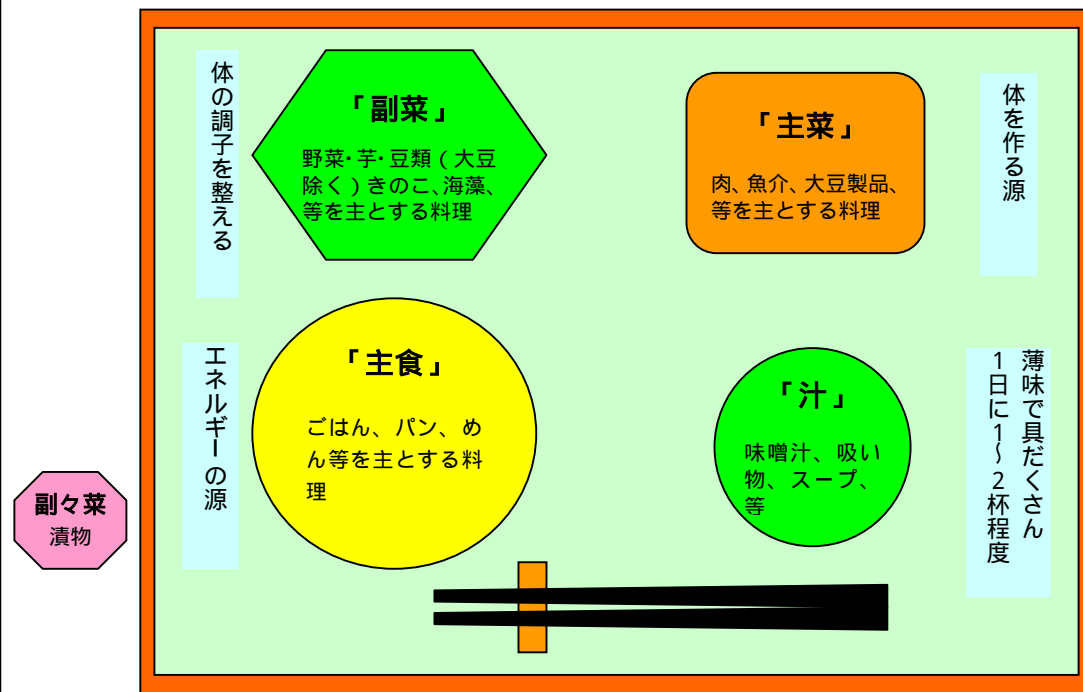 体の調子を整える
「副菜」
野菜・芋・豆類（大豆
除く）きのこ、海藻、
等を主とする料理
「主菜」
肉、魚介、大豆製品、
等を主とする料理
体を作る源
エネルギーの源
「主食」
ごはん、パン、め
ん等を主とする料
理
「汁」
味噌汁、吸い
物、スープ、
等
薄味で具だくさん
1日に1～2杯程度
副々菜
漬物